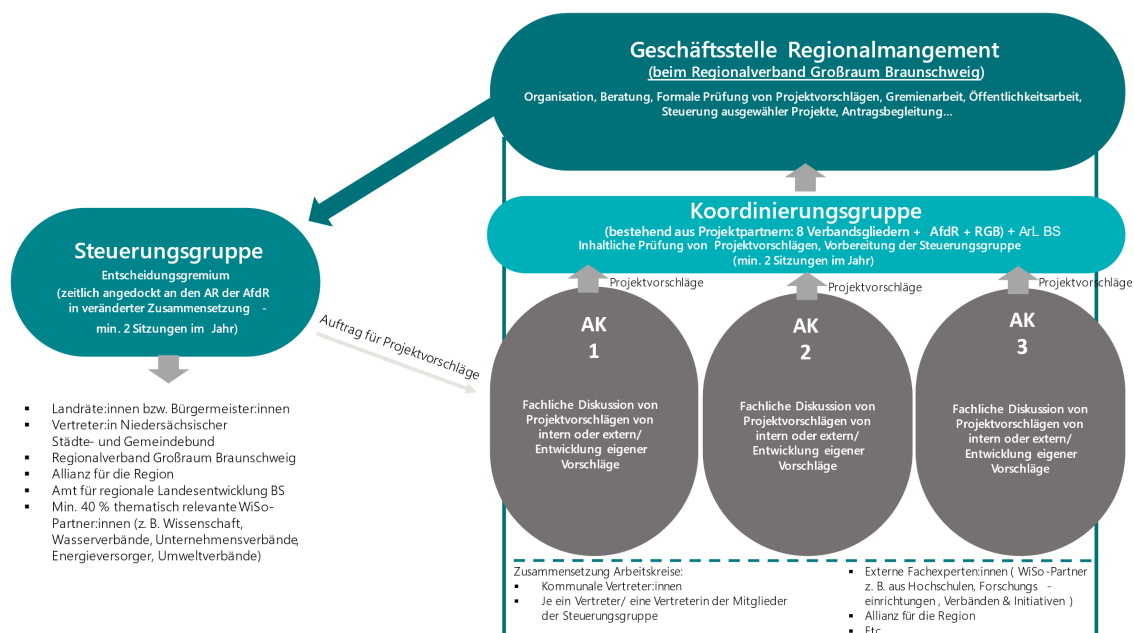 Geschäftsstelle Regionalmangement
(beim Regionalverband Großraum Braunschweig)
Organisation, Beratung, Formale Prüfung von Projektvorschlägen, Gremienarbeit, Öffentlichkeitsarbeit,
Steuerung ausgewähler Projekte, Antragsbegleitung...
Koordinierungsgruppe
(bestehend aus Projektpartnern: 8 Verbandsgliedern + AfdR + RGB) + ArL BS
Inhaltliche Prüfung von Projektvorschlägen, Vorbereitung der Steuerungsgruppe
(min. 2 Sitzungen im Jahr)
Steuerungsgruppe
Entscheidungsgremium
(zeitlich angedockt an den AR der AfdR
in veränderter Zusammensetzung -
min. 2 Sitzungen im Jahr)
Auftrag für Projektvorschläge
▪ Landräte:innen bzw. Bürgermeister:innen
▪ Vertreter:in Niedersächsischer
Städte- und Gemeindebund
▪ Regionalverband Großraum Braunschweig
▪ Allianz für die Region
▪ Amt für regionale Landesentwicklung BS
▪ Min. 40 % thematisch relevante WiSo-
Partner:innen (z. B. Wissenschaft,
Wasserverbände, Unternehmensverbände,
Energieversorger, Umweltverbände)
Projektvorschläge
AK
1
Fachliche Diskussion von
Projektvorschlägen von
intern oder extern/
Entwicklung eigener
Vorschläge
Projektvorschläge
AK
2
Fachliche Diskussion von
Projektvorschlägen von
intern oder extern/
Entwicklung eigener
Vorschläge
Projektvorschläge
AK
3
Fachliche Diskussion von
Projektvorschlägen von
intern oder extern/
Entwicklung eigener
Vorschläge
Zusammensetzung Arbeitskreise:
▪ Kommunale Vertreter:innen
▪ Je ein Vertreter/ eine Vertreterin der Mitglieder
der Steuerungsgruppe
▪ Externe Fachexperten:innen ( WiSo-Partner
z. B. aus Hochschulen, Forschungs -
einrichtungen, Verbänden & Initiativen )
▪ Allianz für die Region
▪ Etc